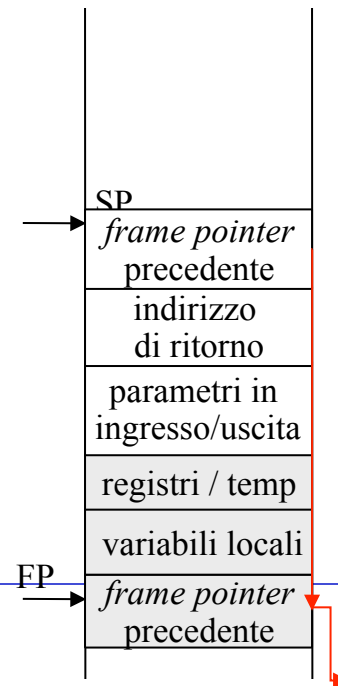 SP
frame pointer
precedente
indirizzo
di ritorno
parametri in
ingresso/uscita
registri / temp
variabili locali
FP
frame pointer
precedente